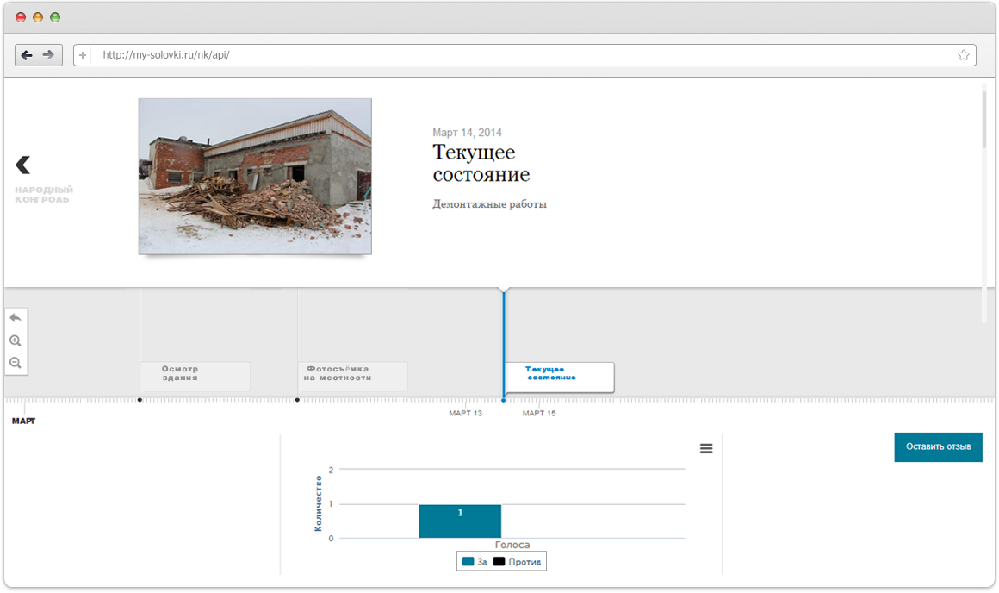 http://my-solovki.ru/nk/api/
Март 14, 2014
Текущее
состояние
Демонтажные работы
НАРОДНЫЙ
КОНГРОЛЬ
Осмотр
здания
Фотосъёмка
на местности
Текущее
состояние
МАРТ 13
МАРТ 15
МАРТ
Оставить отзыв
Количество
2
1
0
1
Голоса
За
Против